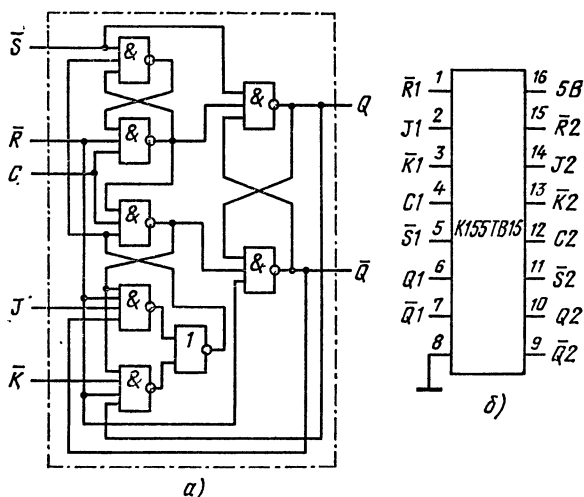 S̄
R̄
C
J
K̄
&
&
&
&
&
1
&
&
Q
Q̄
а)
R̄1 1
J1 2
K̄1 3
C1 4
S̄1 5
Q1 6
Q̄1 7
8
К155ТВ15
16 5В
15 R̄2
14 J2
13 K̄2
12 C2
11 S̄2
10 Q2
9 Q̄2
б)